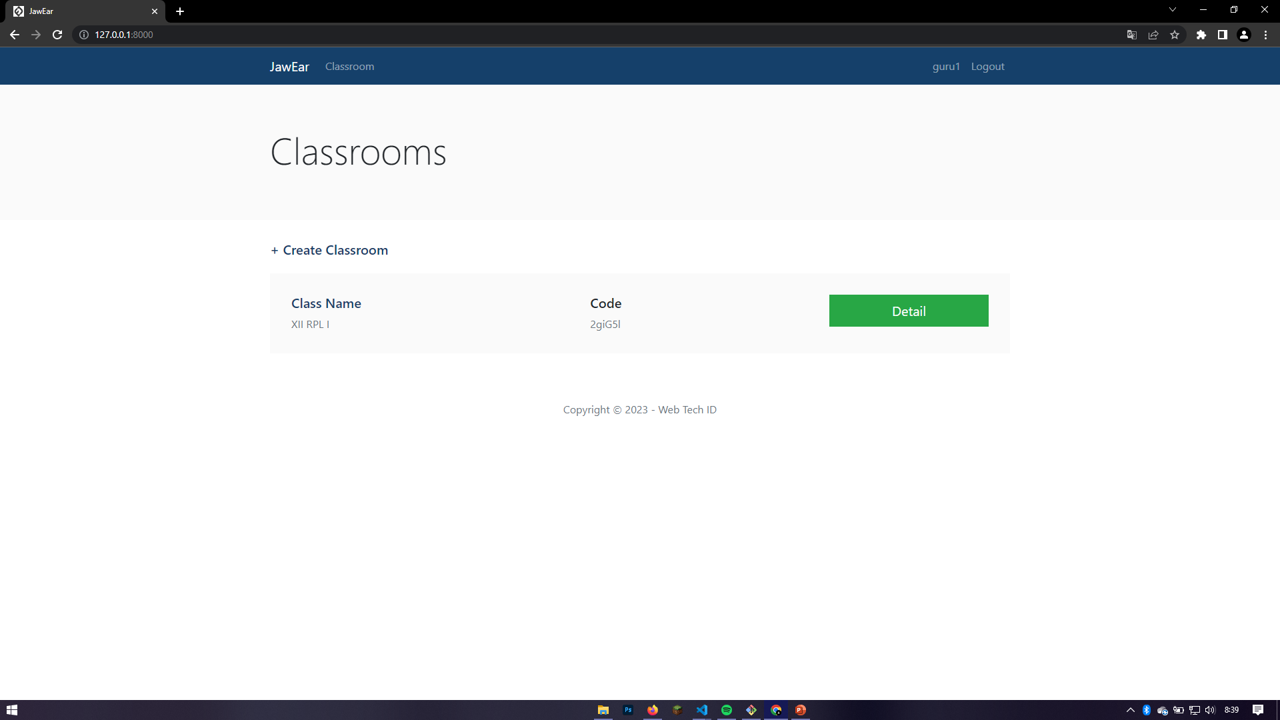 JawEar
127.0.0.1:8000
JawEar Classroom guru1 Logout
Classrooms
+ Create Classroom
Class Name Code Detail
XII RPL I 2giG5l
Copyright © 2023 - Web Tech ID
Ps 8:39